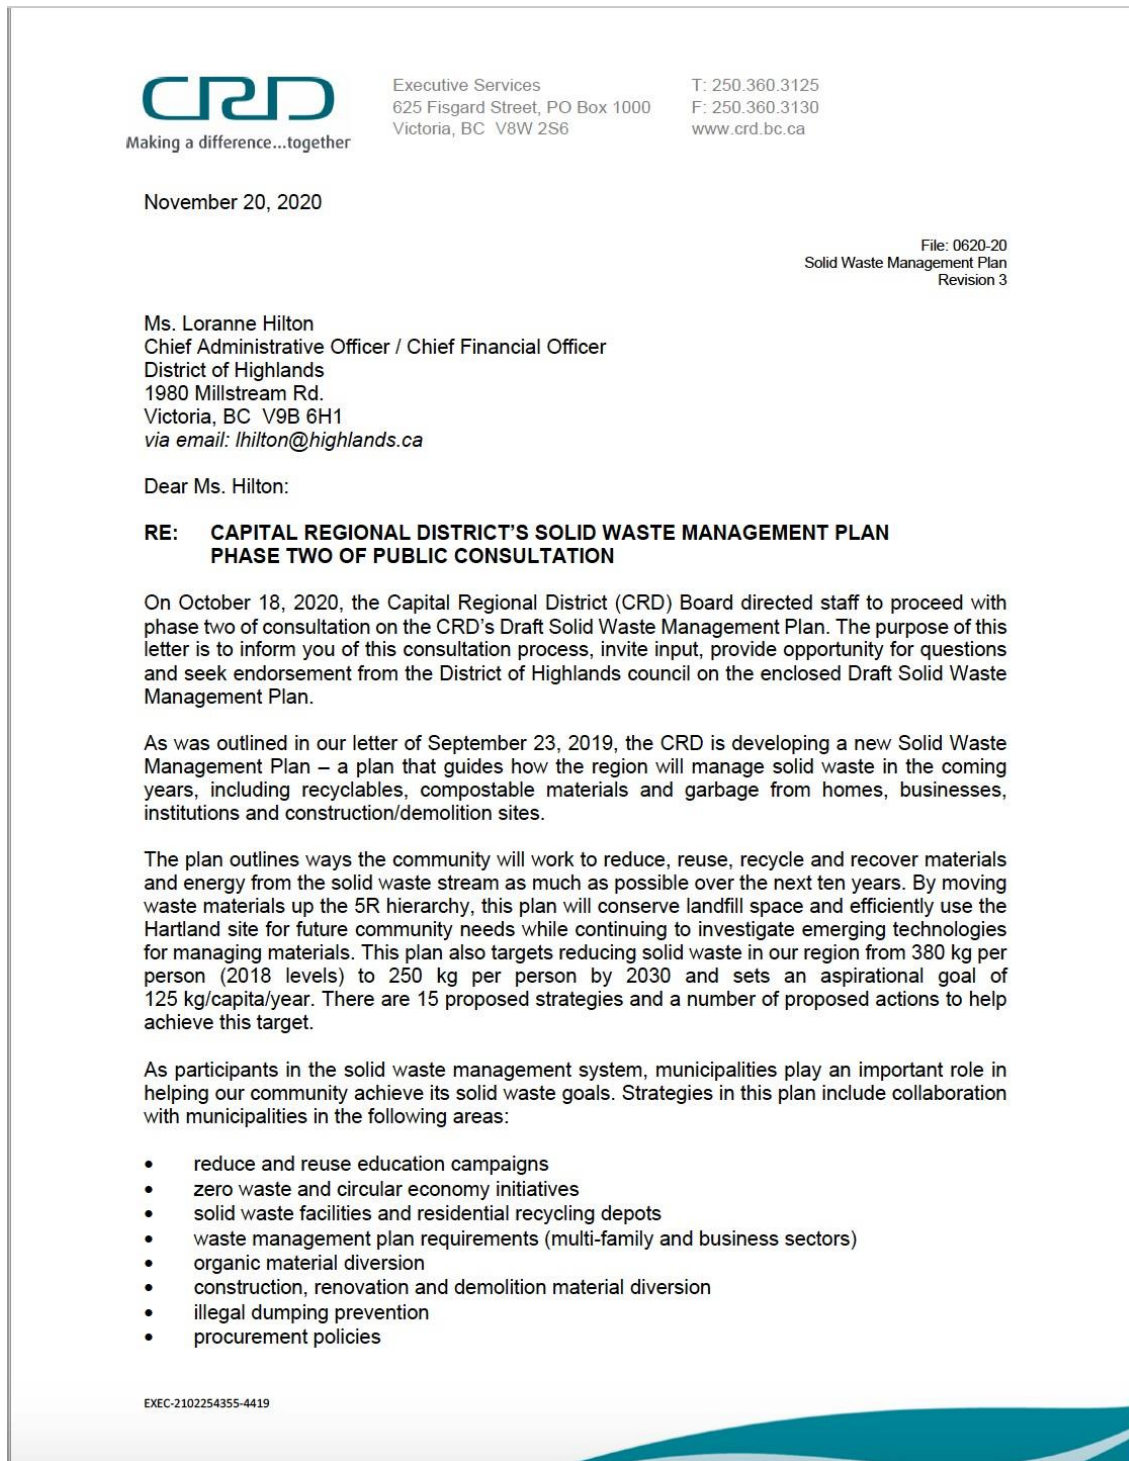 CRD
Making a difference...together
Executive Services
625 Fisgard Street, PO Box 1000
Victoria, BC V8W 2S6
T: 250.360.3125
F: 250.360.3130
www.crd.bc.ca
November 20, 2020
File: 0620-20
Solid Waste Management Plan
Revision 3
Ms. Loranne Hilton
Chief Administrative Officer / Chief Financial Officer
District of Highlands
1980 Millstream Rd.
Victoria, BC V9B 6H1
via email: lhilton@highlands.ca
Dear Ms. Hilton:
RE: CAPITAL REGIONAL DISTRICT'S SOLID WASTE MANAGEMENT PLAN
PHASE TWO OF PUBLIC CONSULTATION
On October 18, 2020, the Capital Regional District (CRD) Board directed staff to proceed with
phase two of consultation on the CRD's Draft Solid Waste Management Plan. The purpose of this
letter is to inform you of this consultation process, invite input, provide opportunity for questions
and seek endorsement from the District of Highlands council on the enclosed Draft Solid Waste
Management Plan.
As was outlined in our letter of September 23, 2019, the CRD is developing a new Solid Waste
Management Plan – a plan that guides how the region will manage solid waste in the coming
years, including recyclables, compostable materials and garbage from homes, businesses,
institutions and construction/demolition sites.
The plan outlines ways the community will work to reduce, reuse, recycle and recover materials
and energy from the solid waste stream as much as possible over the next ten years. By moving
waste materials up the 5R hierarchy, this plan will conserve landfill space and efficiently use the
Hartland site for future community needs while continuing to investigate emerging technologies
for managing materials. This plan also targets reducing solid waste in our region from 380 kg per
person (2018 levels) to 250 kg per person by 2030 and sets an aspirational goal of
125 kg/capita/year. There are 15 proposed strategies and a number of proposed actions to help
achieve this target.
As participants in the solid waste management system, municipalities play an important role in
helping our community achieve its solid waste goals. Strategies in this plan include collaboration
with municipalities in the following areas:
• reduce and reuse education campaigns
• zero waste and circular economy initiatives
• solid waste facilities and residential recycling depots
• waste management plan requirements (multi-family and business sectors)
• organic material diversion
• construction, renovation and demolition material diversion
• illegal dumping prevention
• procurement policies
EXEC-2102254355-4419